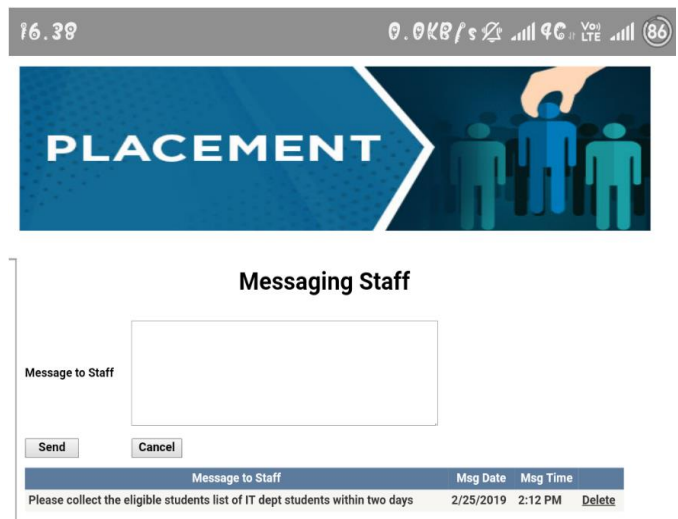 16.38 0.0KB/s 4G Vo)) LTE 86
PLACEMENT
Messaging Staff
Message to Staff
Send Cancel
Message to Staff Msg Date Msg Time
Please collect the eligible students list of IT dept students within two days 2/25/2019 2:12 PM Delete